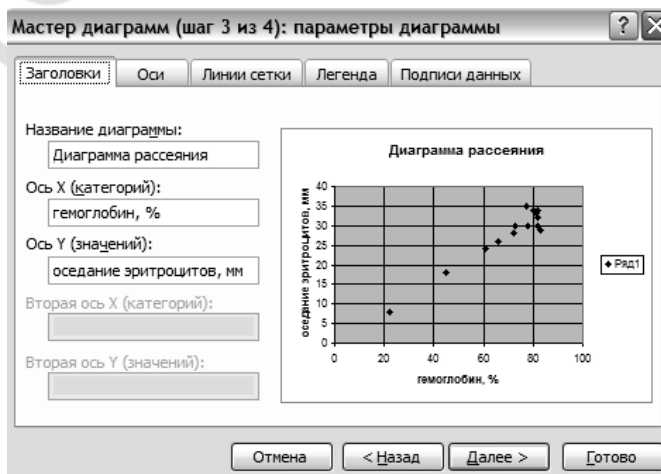 Мастер диаграмм (шаг 3 из 4): параметры диаграммы
Заголовки Оси Линии сетки Легенда Подписи данных
Название диаграммы:
Диаграмма рассеяния
Ось X (категорий):
гемоглобин, %
Ось Y (значений):
оседание эритроцитов, мм
Вторая ось X (категорий):
Вторая ось Y (значений):
Диаграмма рассеяния
оседание эритроцитов, мм
40
35
30
25
20
15
10
5
0
0 20 40 60 80 100
гемоглобин, %
Ряд1
Отмена < Назад Далее > Готово